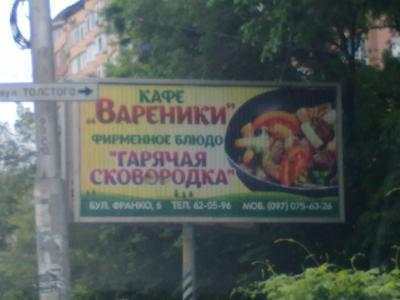 вул. ТОЛСТОГО
КАФЕ
„ВАРЕНИКИ"
ФИРМЕННОЕ БЛЮДО
"ГАРЯЧАЯ
СКОВОРОДКА"
БУЛ. ФРАНКО, 6 ТЕЛ. 62-05-96 МОБ. (097) 075-63-26